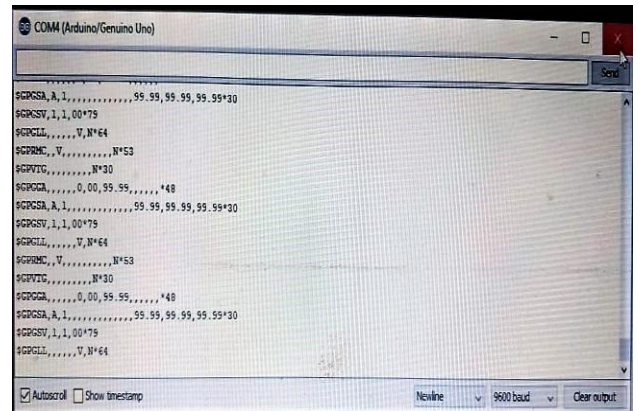 COM4 (Arduino/Genuino Uno)
Send
$GPGSA,A,1,,,,,,,,,,,,,99.99,99.99,99.99*30
$GPGSV,1,1,00*79
$GPGLL,,,,,,V,N*64
$GPRMC,,V,,,,,,,,,,N*53
$GPVTG,,,,,,,,,N*30
$GPGGA,,,,,,0,00,99.99,,,,,,*48
$GPGSA,A,1,,,,,,,,,,,,,99.99,99.99,99.99*30
$GPGSV,1,1,00*79
$GPGLL,,,,,,V,N*64
$GPRMC,,V,,,,,,,,,,N*53
$GPVTG,,,,,,,,,N*30
$GPGGA,,,,,,0,00,99.99,,,,,,*48
$GPGSA,A,1,,,,,,,,,,,,,99.99,99.99,99.99*30
$GPGSV,1,1,00*79
$GPGLL,,,,,,V,N*64
Autoscroll Show timestamp Newline 9600 baud Clear output